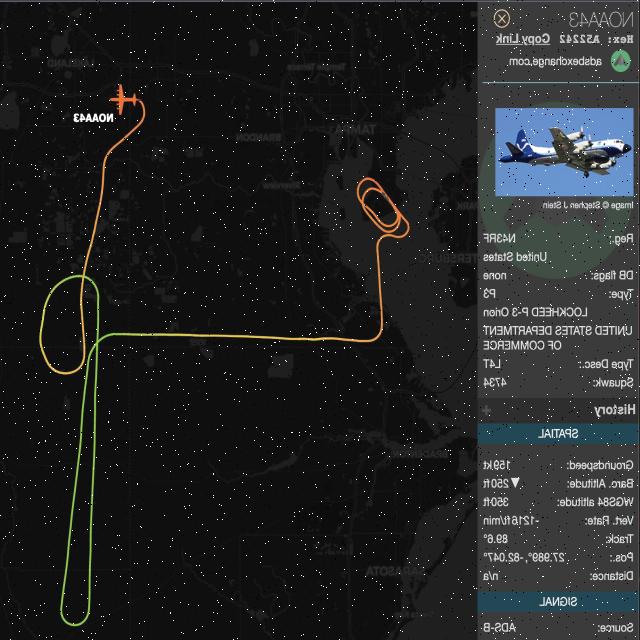 NOAA43
Hex: A52242 Copy Link
adsbexchange.com
Image © Stephen J Stein
Reg.: N43RF
United States
DB flags: none
Type: P3
LOCKHEED P-3 Orion
UNITED STATES DEPARTMENT
OF COMMERCE
Type Desc.: L4T
Squawk: 4734
History +
SPATIAL
Groundspeed: 159 kt
Baro. Altitude: ▼ 250 ft
WGS84 altitude: 350 ft
Vert. Rate: -1216 ft/min
Track: 89.6°
Pos.: 27.989°, -82.047°
Distance: n/a
SIGNAL
Source: ADS-B
NOAA43
TAMPA
BRANDON